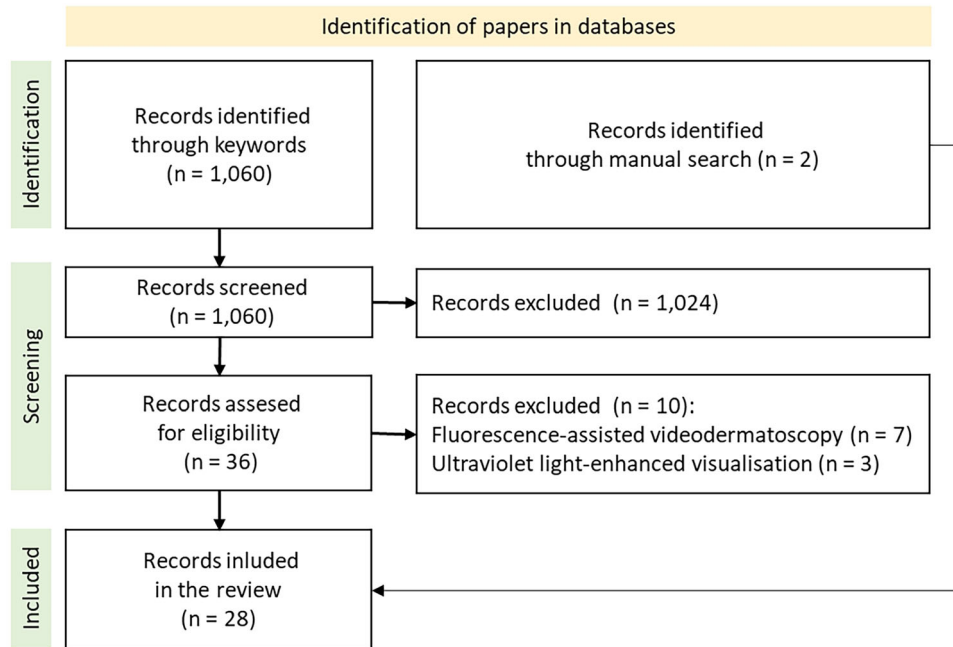 Identification of papers in databases
Identification
Records identified
through keywords
(n = 1,060)
Records identified
through manual search (n = 2)
Screening
Records screened
(n = 1,060)
Records excluded (n = 1,024)
Records assesed
for eligibility
(n = 36)
Records excluded (n = 10):
Fluorescence-assisted videodermatoscopy (n = 7)
Ultraviolet light-enhanced visualisation (n = 3)
Included
Records inluded
in the review
(n = 28)